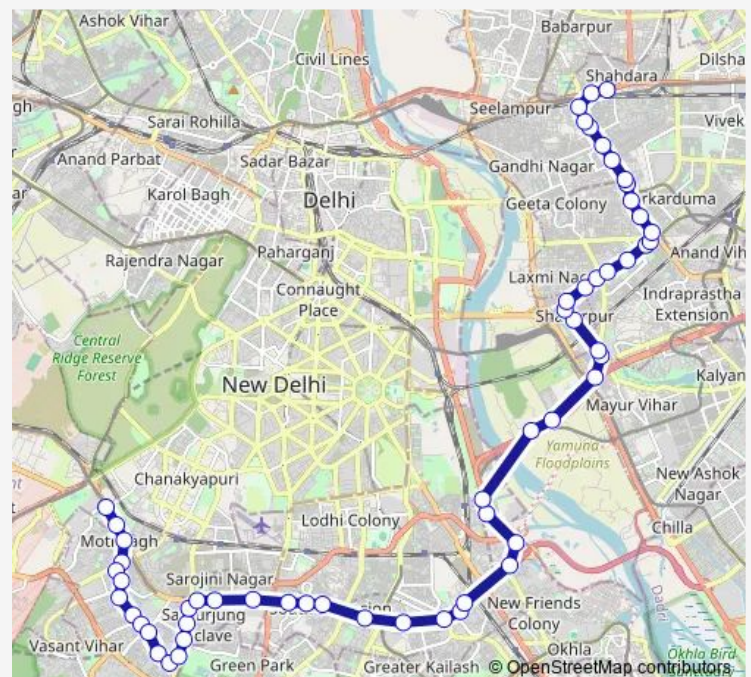 Ashok Vihar
Babarpur
Civil Lines
Shahdara
Dilsha
Seelampur
Sarai Rohilla
Vivek
Anand Parbat
Sadar Bazar
Gandhi Nagar
Karol Bagh
Delhi
Geeta Colony
rkarduma
Rajendra Nagar
Paharganj
Anand Vih
Connaught
Place
Laxmi Nag
Indraprastha
Extension
Central
Ridge Reserve
Forest
New Delhi
Kalyan
Mayur Vihar
Yamuna
Floodplains
Chanakyapuri
New Ashok
Nagar
Lodhi Colony
Chilla
Sarojini Nagar
New Friends
Colony
Dadri
Vasant Vihar
Green Park
Greater Kailash
Okhla
Okhla Bird
© OpenStreetMap contributors